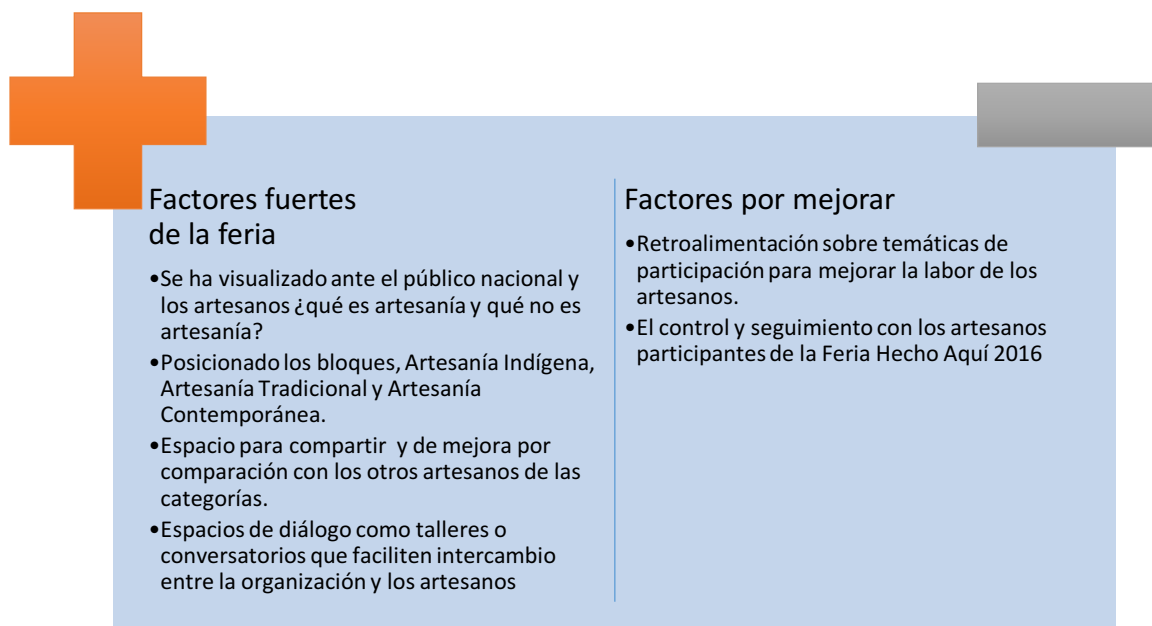 Factores fuertes
de la feria
•Se ha visualizado ante el público nacional y
los artesanos ¿qué es artesanía y qué no es
artesanía?
•Posicionado los bloques, Artesanía Indígena,
Artesanía Tradicional y Artesanía
Contemporánea.
•Espacio para compartir y de mejora por
comparación con los otros artesanos de las
categorías.
•Espacios de diálogo como talleres o
conversatorios que faciliten intercambio
entre la organización y los artesanos
Factores por mejorar
•Retroalimentación sobre temáticas de
participación para mejorar la labor de los
artesanos.
•El control y seguimiento con los artesanos
participantes de la Feria Hecho Aquí 2016